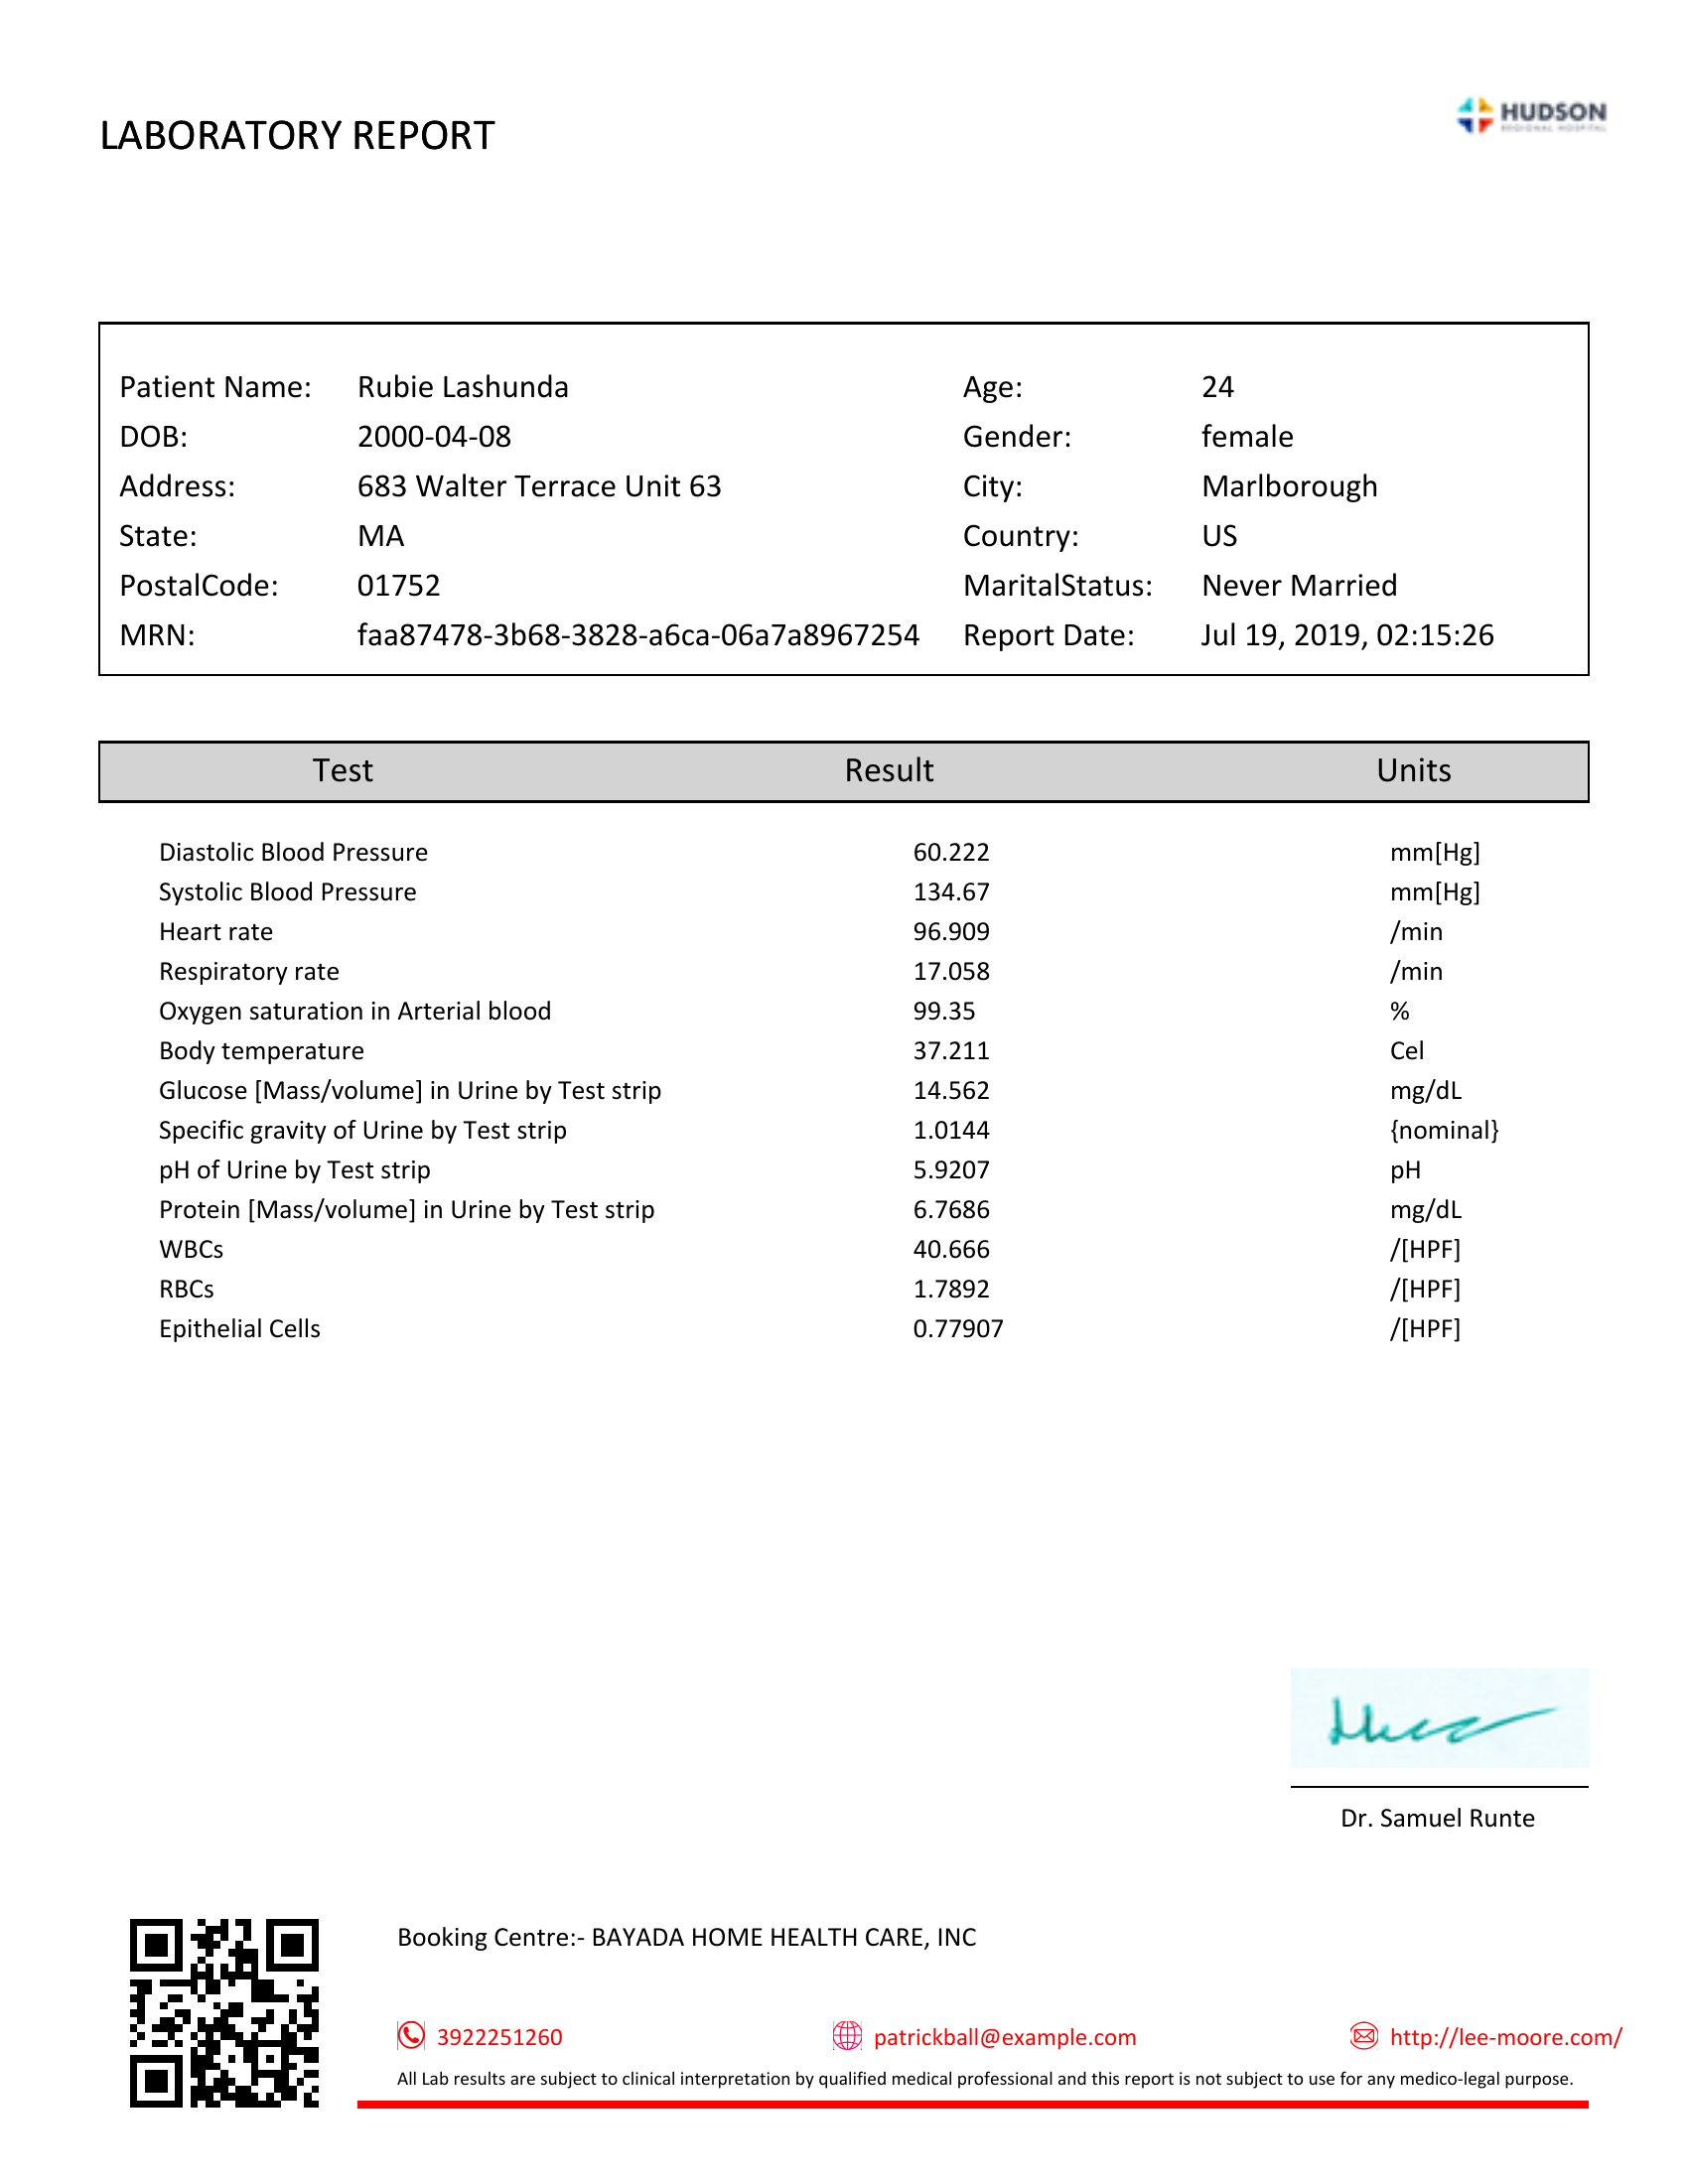 LABORATORY REPORT
HUDSON
REGIONAL HOSPITAL
Patient Name: Rubie Lashunda Age: 24
DOB: 2000-04-08 Gender: female
Address: 683 Walter Terrace Unit 63 City: Marlborough
State: MA Country: US
PostalCode: 01752 MaritalStatus: Never Married
MRN: faa87478-3b68-3828-a6ca-06a7a8967254 Report Date: Jul 19, 2019, 02:15:26
Test Result Units
Diastolic Blood Pressure 60.222 mm[Hg]
Systolic Blood Pressure 134.67 mm[Hg]
Heart rate 96.909 /min
Respiratory rate 17.058 /min
Oxygen saturation in Arterial blood 99.35 %
Body temperature 37.211 Cel
Glucose [Mass/volume] in Urine by Test strip 14.562 mg/dL
Specific gravity of Urine by Test strip 1.0144 {nominal}
pH of Urine by Test strip 5.9207 pH
Protein [Mass/volume] in Urine by Test strip 6.7686 mg/dL
WBCs 40.666 /[HPF]
RBCs 1.7892 /[HPF]
Epithelial Cells 0.77907 /[HPF]
Dr. Samuel Runte
Booking Centre:- BAYADA HOME HEALTH CARE, INC
3922251260 patrickball@example.com http://lee-moore.com/
All Lab results are subject to clinical interpretation by qualified medical professional and this report is not subject to use for any medico-legal purpose.